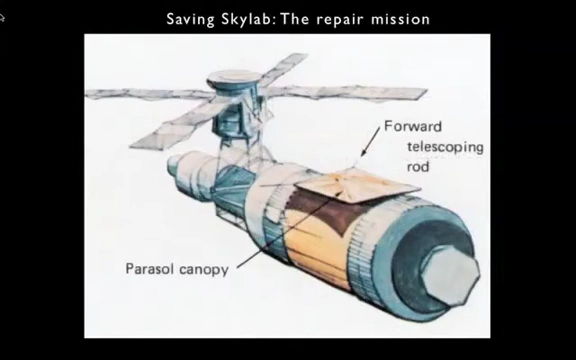 Saving Skylab: The repair mission
Forward
telescoping
rod
Parasol canopy